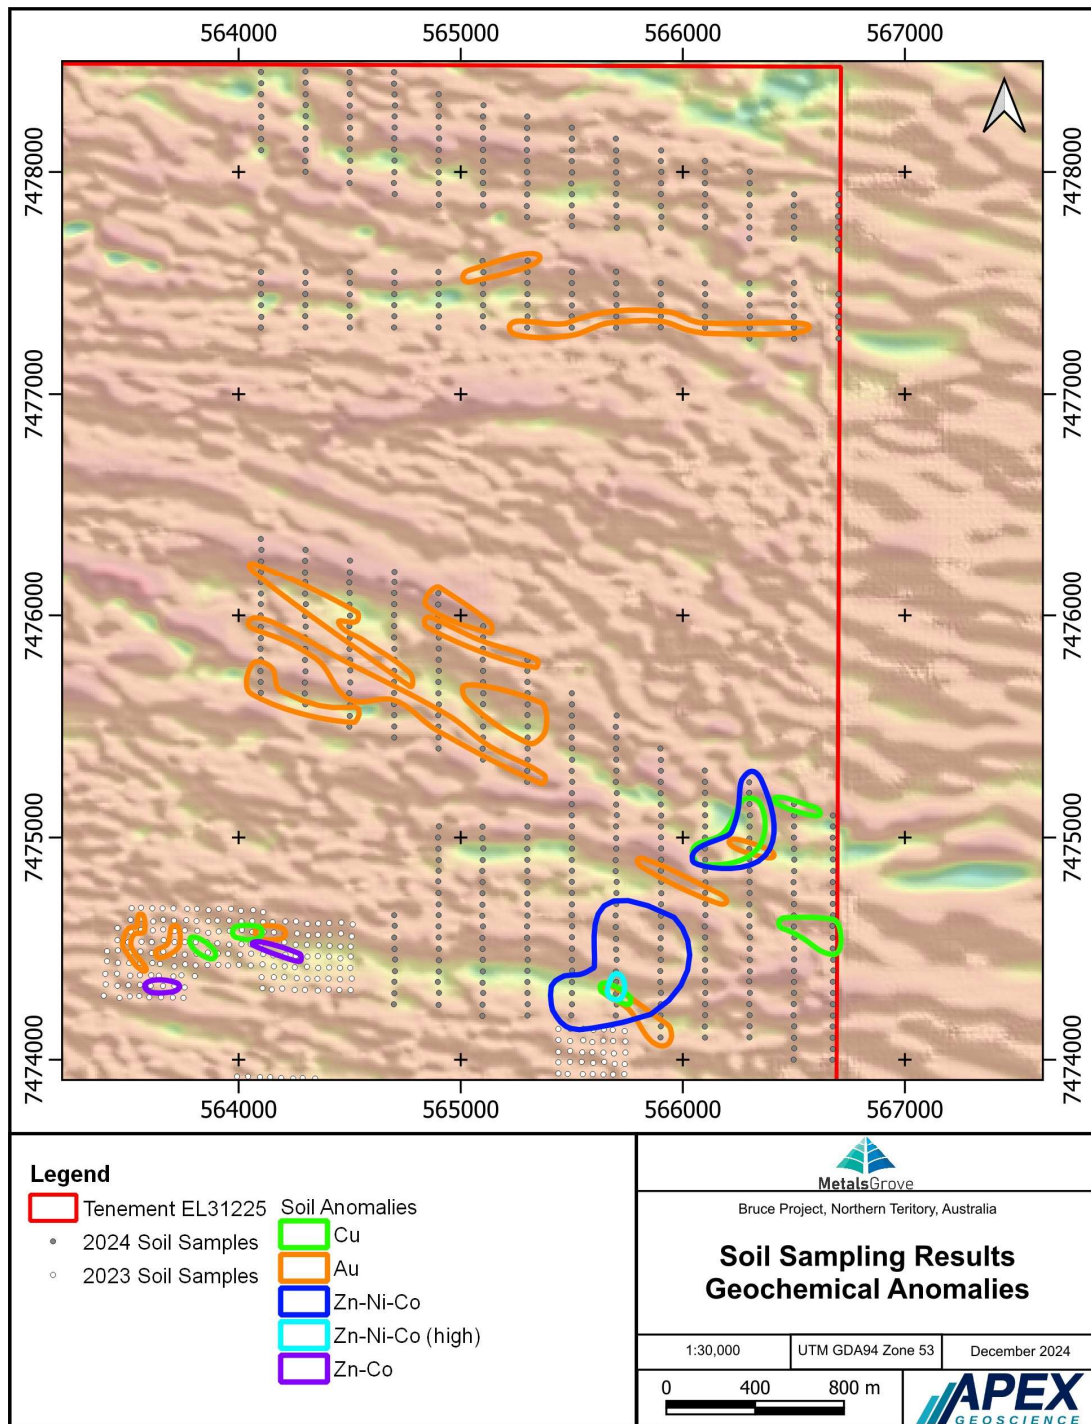 564000 565000 566000 567000
7478000 7478000
7477000 7477000
7476000 7476000
7475000 7475000
7474000 7474000
564000 565000 566000 567000
Legend
Tenement EL31225
2024 Soil Samples
2023 Soil Samples
Soil Anomalies
Cu
Au
Zn-Ni-Co
Zn-Ni-Co (high)
Zn-Co
MetalsGrove
Bruce Project, Northern Teritory, Australia
Soil Sampling Results
Geochemical Anomalies
1:30,000 UTM GDA94 Zone 53 December 2024
0 400 800 m
APEX
GEOSCIENCE